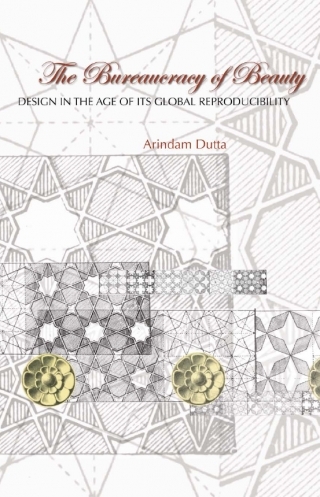 The Bureaucracy of Beauty
DESIGN IN THE AGE OF ITS GLOBAL REPRODUCIBILITY
Arindam Dutta